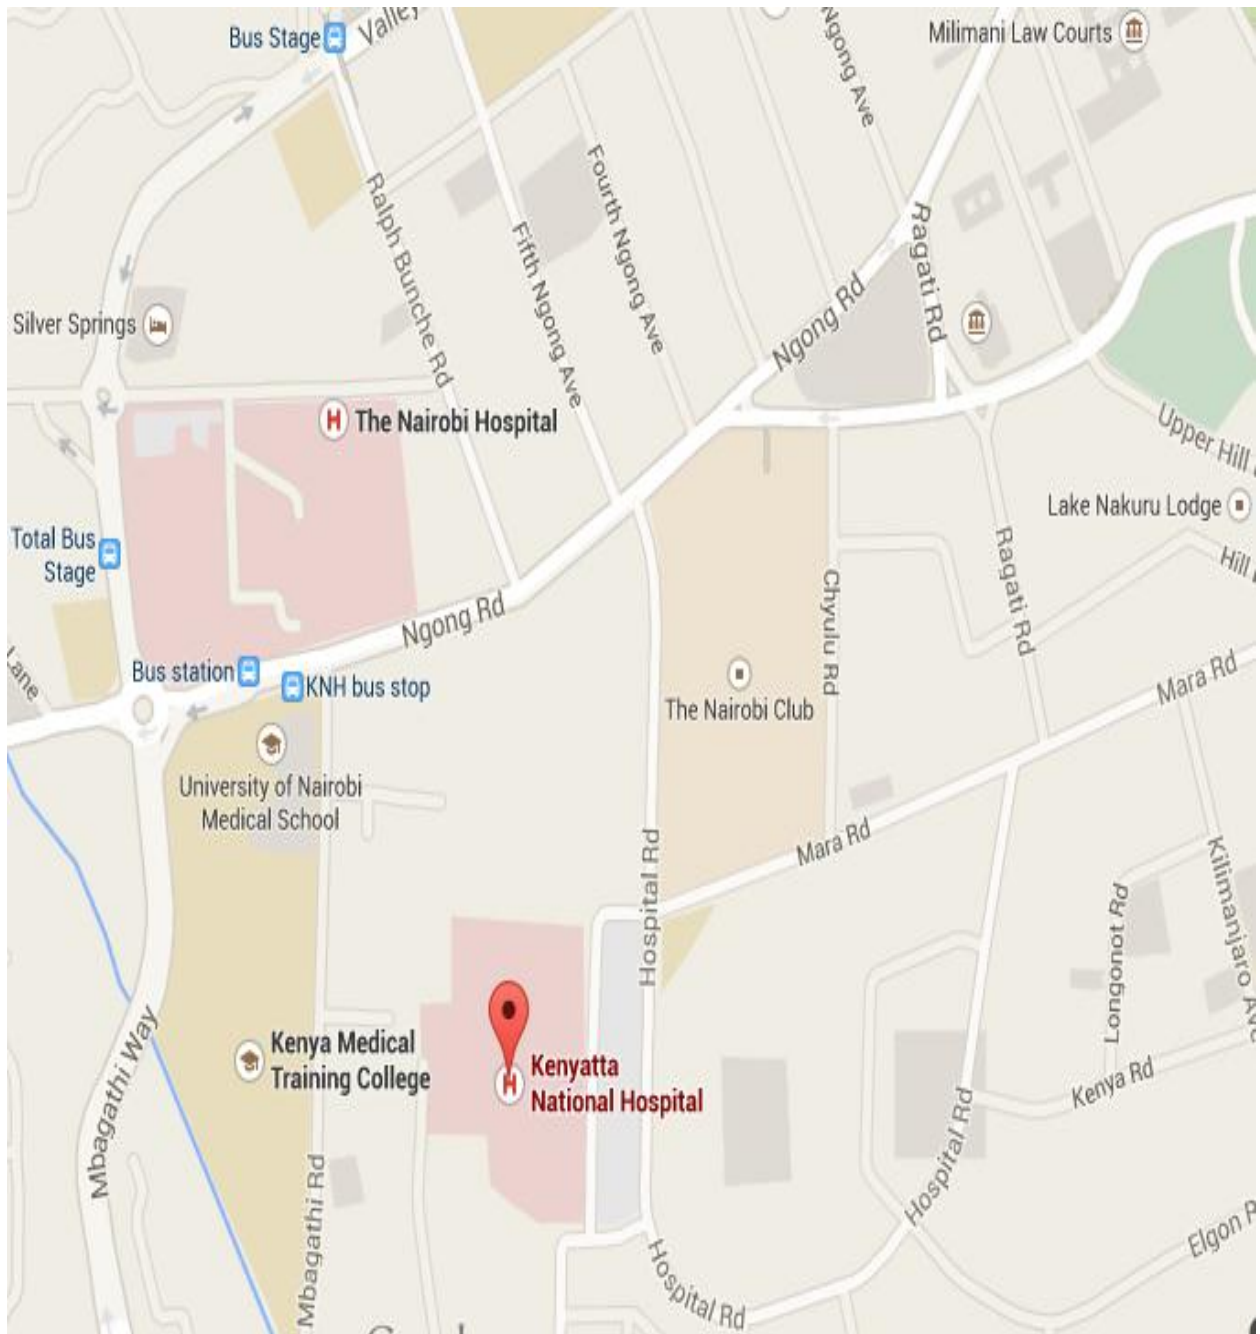 Bus Stage
Valley
Ngong Ave
Milimani Law Courts
Ralph Bunche Rd
Fifth Ngong Ave
Fourth Ngong Ave
Ragati Rd
Silver Springs
Ngong Rd
The Nairobi Hospital
Upper Hill
Lake Nakuru Lodge
Total Bus
Stage
Ragati Rd
Hill
Chyulu Rd
Ngong Rd
Lane
Bus station
KNH bus stop
The Nairobi Club
Mara Rd
University of Nairobi
Medical School
Mara Rd
Hospital Rd
Kilimanjaro Ave
Longonot Rd
Kenya Medical
Training College
Kenyatta
National Hospital
Kenya Rd
Mbagathi Way
Hospital Rd
Mbagathi Rd
Elgon
Hospital Rd